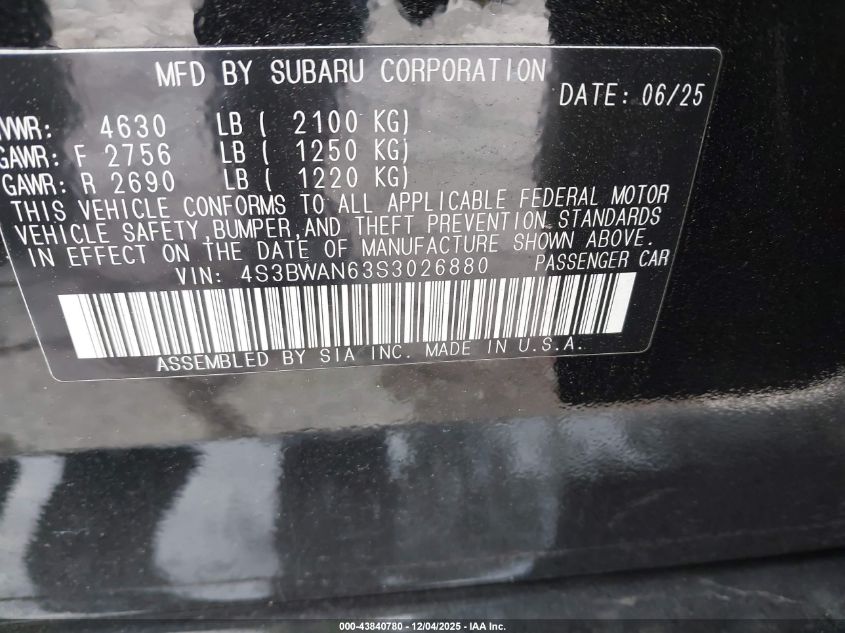 MFD BY SUBARU CORPORATION
DATE: 06/25
VWR: 4630 LB ( 2100 KG)
GAWR: F 2756 LB ( 1250 KG)
GAWR: R 2690 LB ( 1220 KG)
THIS VEHICLE CONFORMS TO ALL APPLICABLE FEDERAL MOTOR
VEHICLE SAFETY, BUMPER, AND THEFT PREVENTION STANDARDS
IN EFFECT ON THE DATE OF MANUFACTURE SHOWN ABOVE.
VIN: 4S3BWAN63S3026880 PASSENGER CAR
ASSEMBLED BY SIA INC. MADE IN U.S.A.
000-43840780 - 12/04/2025 - IAA Inc.